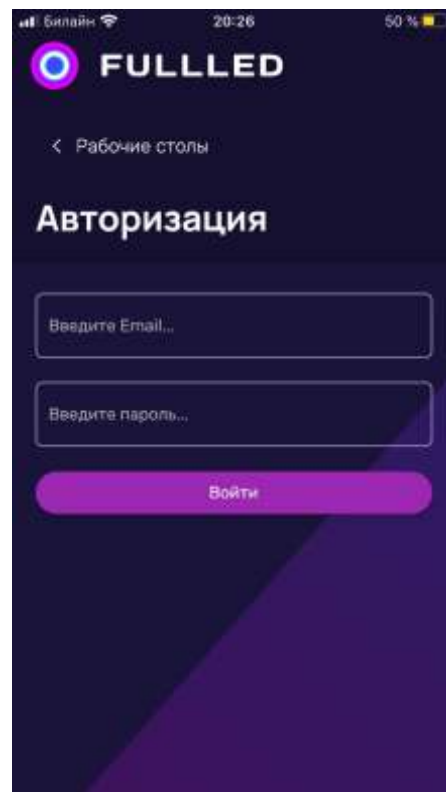 Билайн 20:26 50 %
FULLLED
< Рабочие столы
Авторизация
Введите Email...
Введите пароль...
Войти